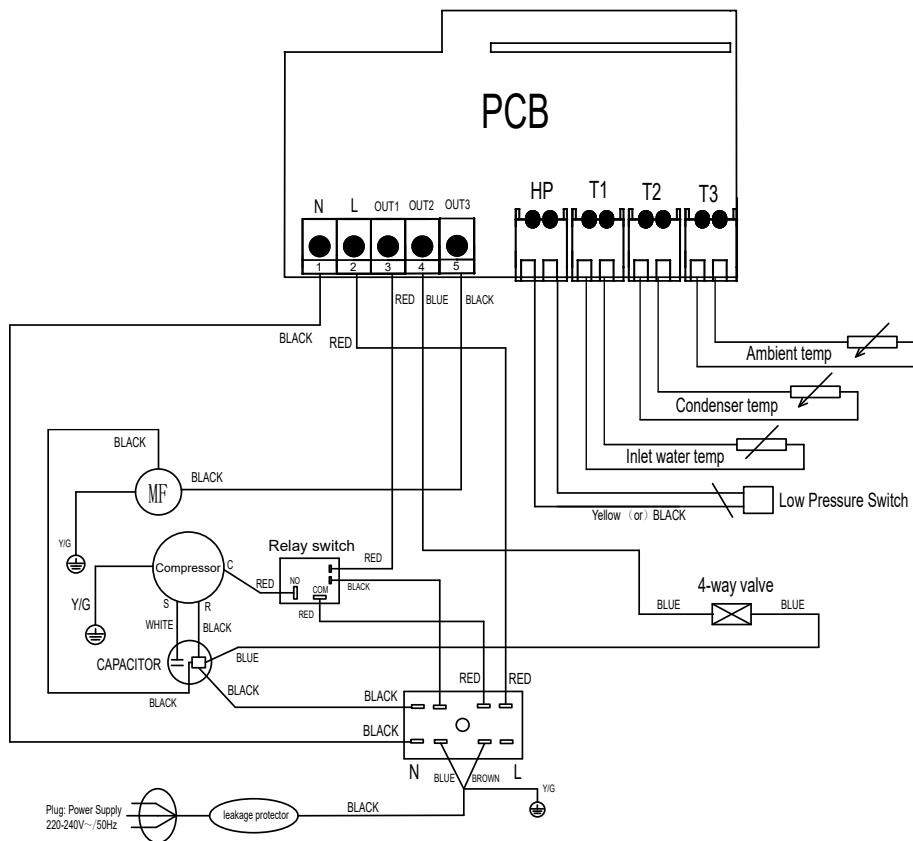 PCB
HP T1 T2 T3
N L OUT1 OUT2 OUT3
1 2 3 4 5
RED BLUE BLACK
BLACK
RED
Ambient temp
Condenser temp
Inlet water temp
Low Pressure Switch
Yellow（or）BLACK
BLACK
MF
BLACK
Y/G
Relay switch
Compressor
C
RED
NO
COM
RED
BLACK
RED
Y/G
S R
WHITE
BLACK
4-way valve
BLUE
BLUE
CAPACITOR
BLUE
BLACK
BLACK
BLACK
RED RED
BLACK
N
BLUE
BROWN
L
Y/G
Plug: Power Supply
220-240V～/50Hz
leakage protector
BLACK